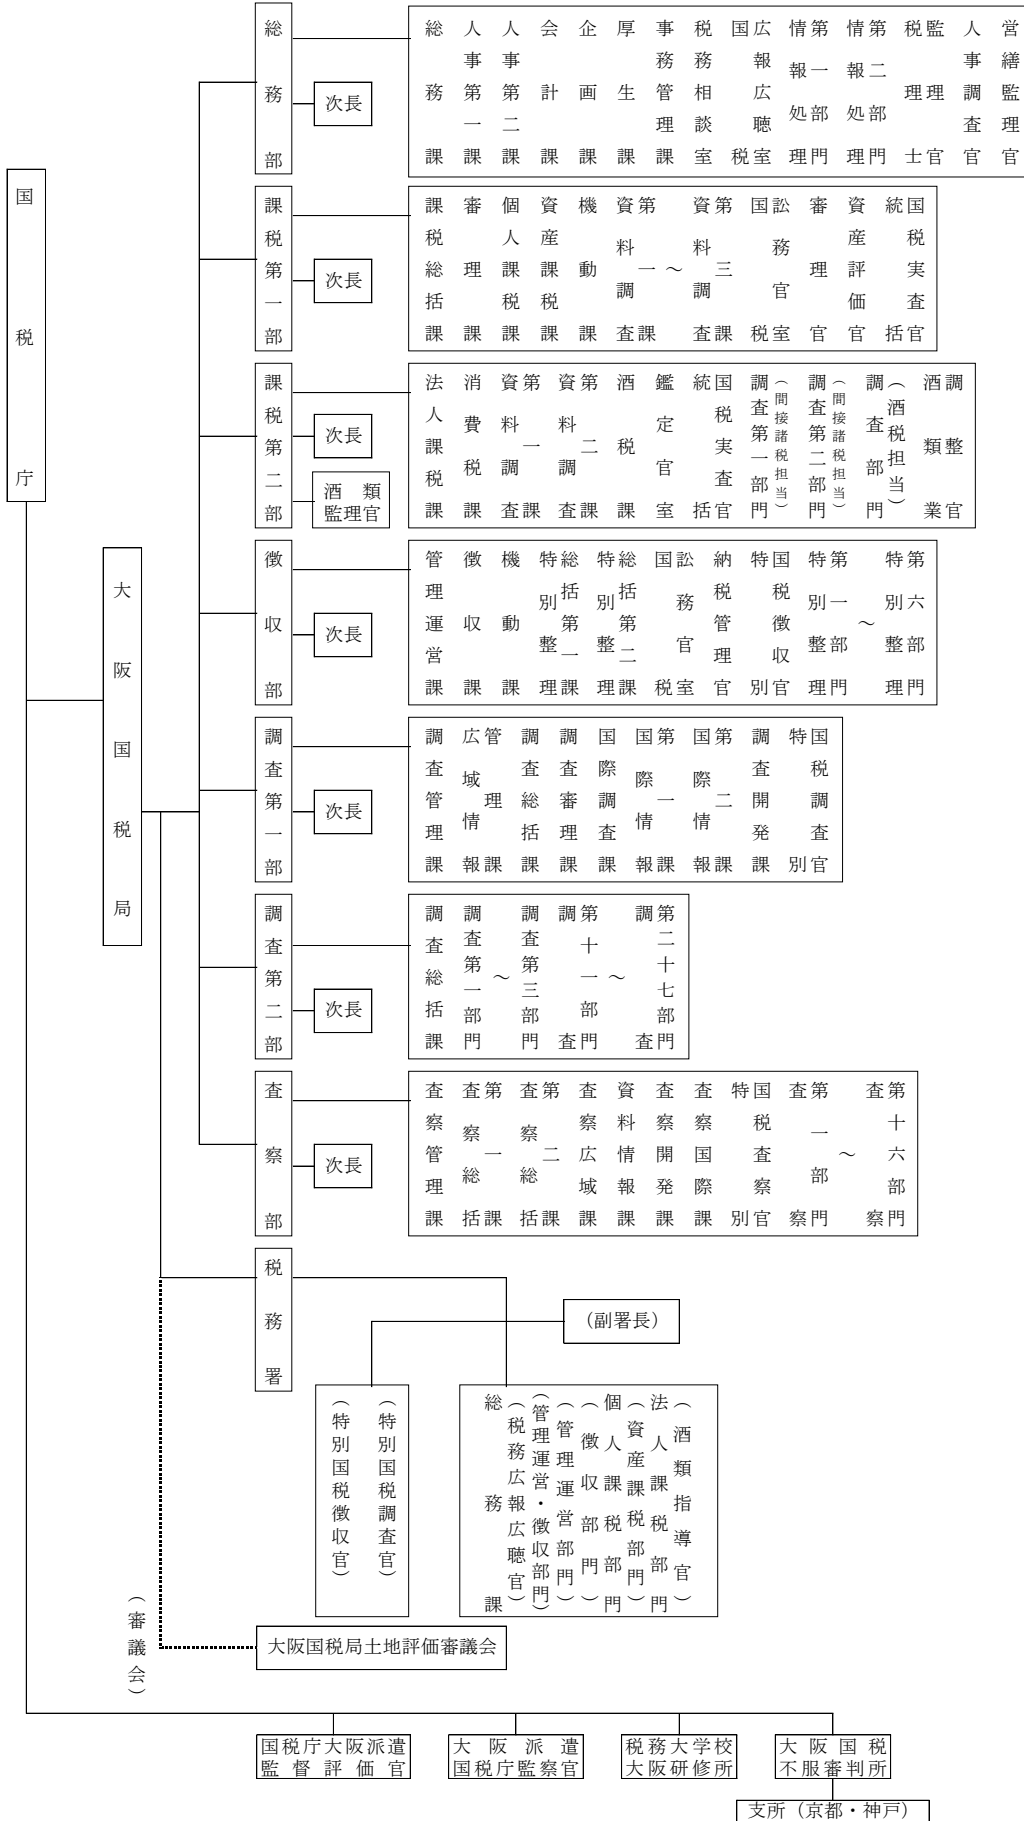 国税庁
大阪国税局
総務部
次長
総務課
人事第一課
人事第二課
会計課
企画課
厚生課
事務管理課
税務相談室
国税広報広聴室
情報処理第一部門
情報処理第二部門
税理士監理官
人事調査官
営繕監理官
課税第一部
次長
課税総括課
審理課
個人課税課
資産課税課
機動課
資料調査第一課
~
資料調査第三課
国税訟務官室
審理官
資産評価官
統括国税実査官
課税第二部
次長
酒類
監理官
法人課税課
消費税課
資料調査第一課
資料調査第二課
酒税課
鑑定官室
統括国税実査官
調査第一部門
(間接諸税担当)
調査第二部門
(間接諸税担当)
調査部門
(酒税担当)
酒類業調整官
徴収部
次長
管理運営課
徴収課
機動課
特別整理総括第一課
特別整理総括第二課
国税訟務官室
納税管理官
特別国税徴収官
特別整理第一部門
~
特別整理第六部門
調査第一部
次長
調査管理課
広域情報管理課
調査総括課
調査審理課
国際調査課
国際情報第一課
国際情報第二課
調査開発課
特別国税調査官
調査第二部
次長
調査総括課
調査第一部門
~
調査第三部門
調査第十一部門
~
調査第二十七部門
査察部
次長
査察管理課
査察総括第一課
査察総括第二課
査察広域課
資料情報課
査察開発課
査察国際課
特別国税査察官
査察第一部門
~
査察第十六部門
税務署
(副署長)
(特別国税徴収官)
(特別国税調査官)
総務課
(税務広報広聴官)
(管理運営・徴収部門)
(管理運営部門)
(徴収部門)
個人課税部門
(資産課税部門)
法人課税部門
(酒類指導官)
(審議会)
大阪国税局土地評価審議会
国税庁大阪派遣
監督評価官
大阪派遣
国税庁監察官
税務大学校
大阪研修所
大阪国税
不服審判所
支所(京都・神戸)